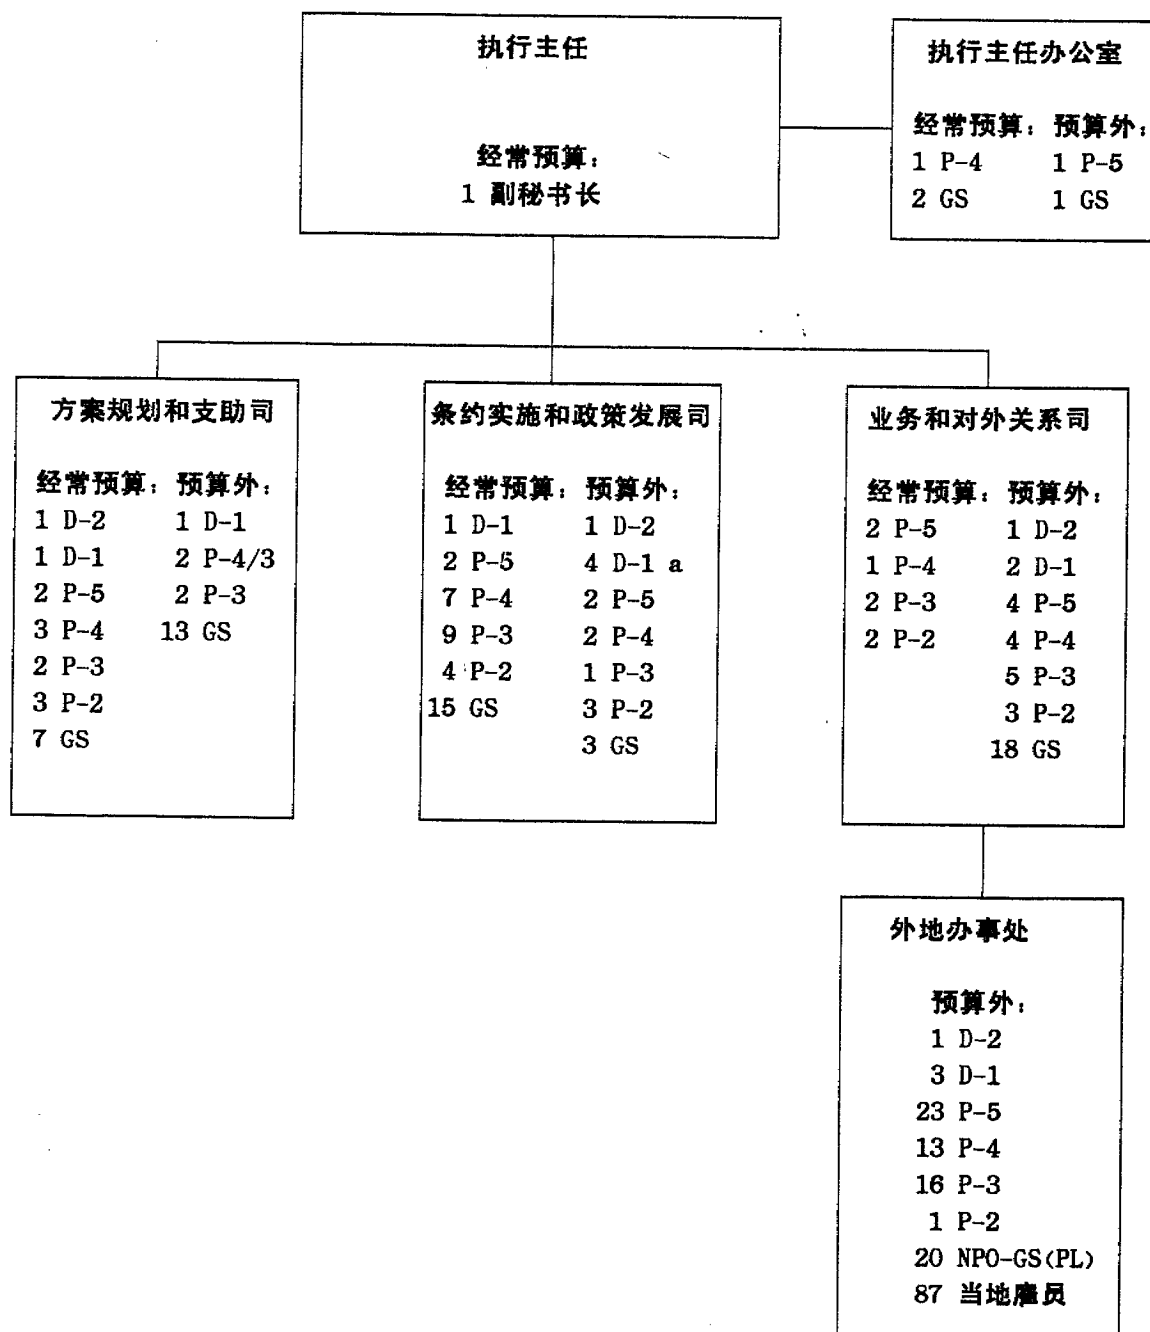 执行主任
经常预算：
1 副秘书长
执行主任办公室
经常预算： 预算外：
1 P-4 1 P-5
2 GS 1 GS
方案规划和支助司
经常预算： 预算外：
1 D-2 1 D-1
1 D-1 2 P-4/3
2 P-5 2 P-3
3 P-4 13 GS
2 P-3
3 P-2
7 GS
条约实施和政策发展司
经常预算： 预算外：
1 D-1 1 D-2
2 P-5 4 D-1 a
7 P-4 2 P-5
9 P-3 2 P-4
4 P-2 1 P-3
15 GS 3 P-2
3 GS
业务和对外关系司
经常预算： 预算外：
2 P-5 1 D-2
1 P-4 2 D-1
2 P-3 4 P-5
2 P-2 4 P-4
5 P-3
3 P-2
18 GS
外地办事处
预算外：
1 D-2
3 D-1
23 P-5
13 P-4
16 P-3
1 P-2
20 NPO-GS(PL)
87 当地雇员